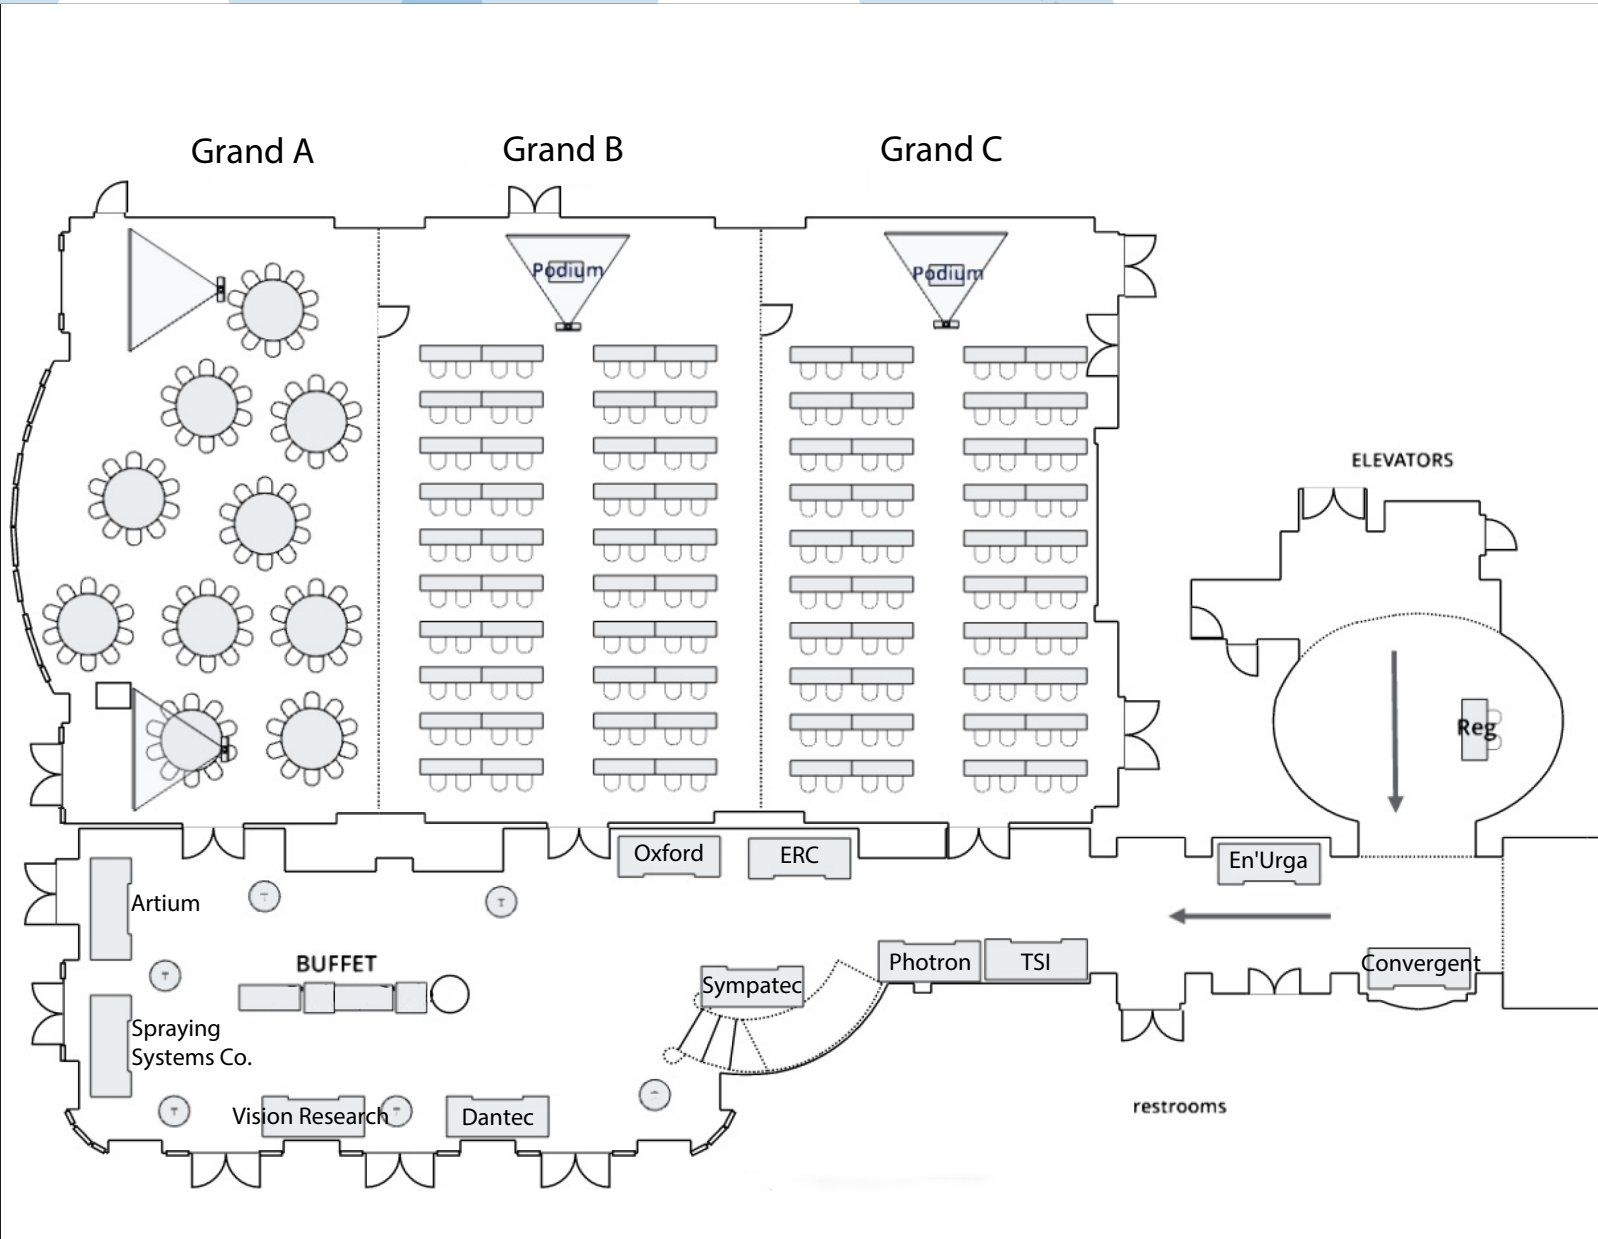 Grand A
Grand B
Grand C
Podium
Podium
ELEVATORS
Reg
Oxford
ERC
En'Urga
Artium
BUFFET
Photron
TSI
Convergent
Sympatec
Spraying
Systems Co.
Vision Research
Dantec
restrooms